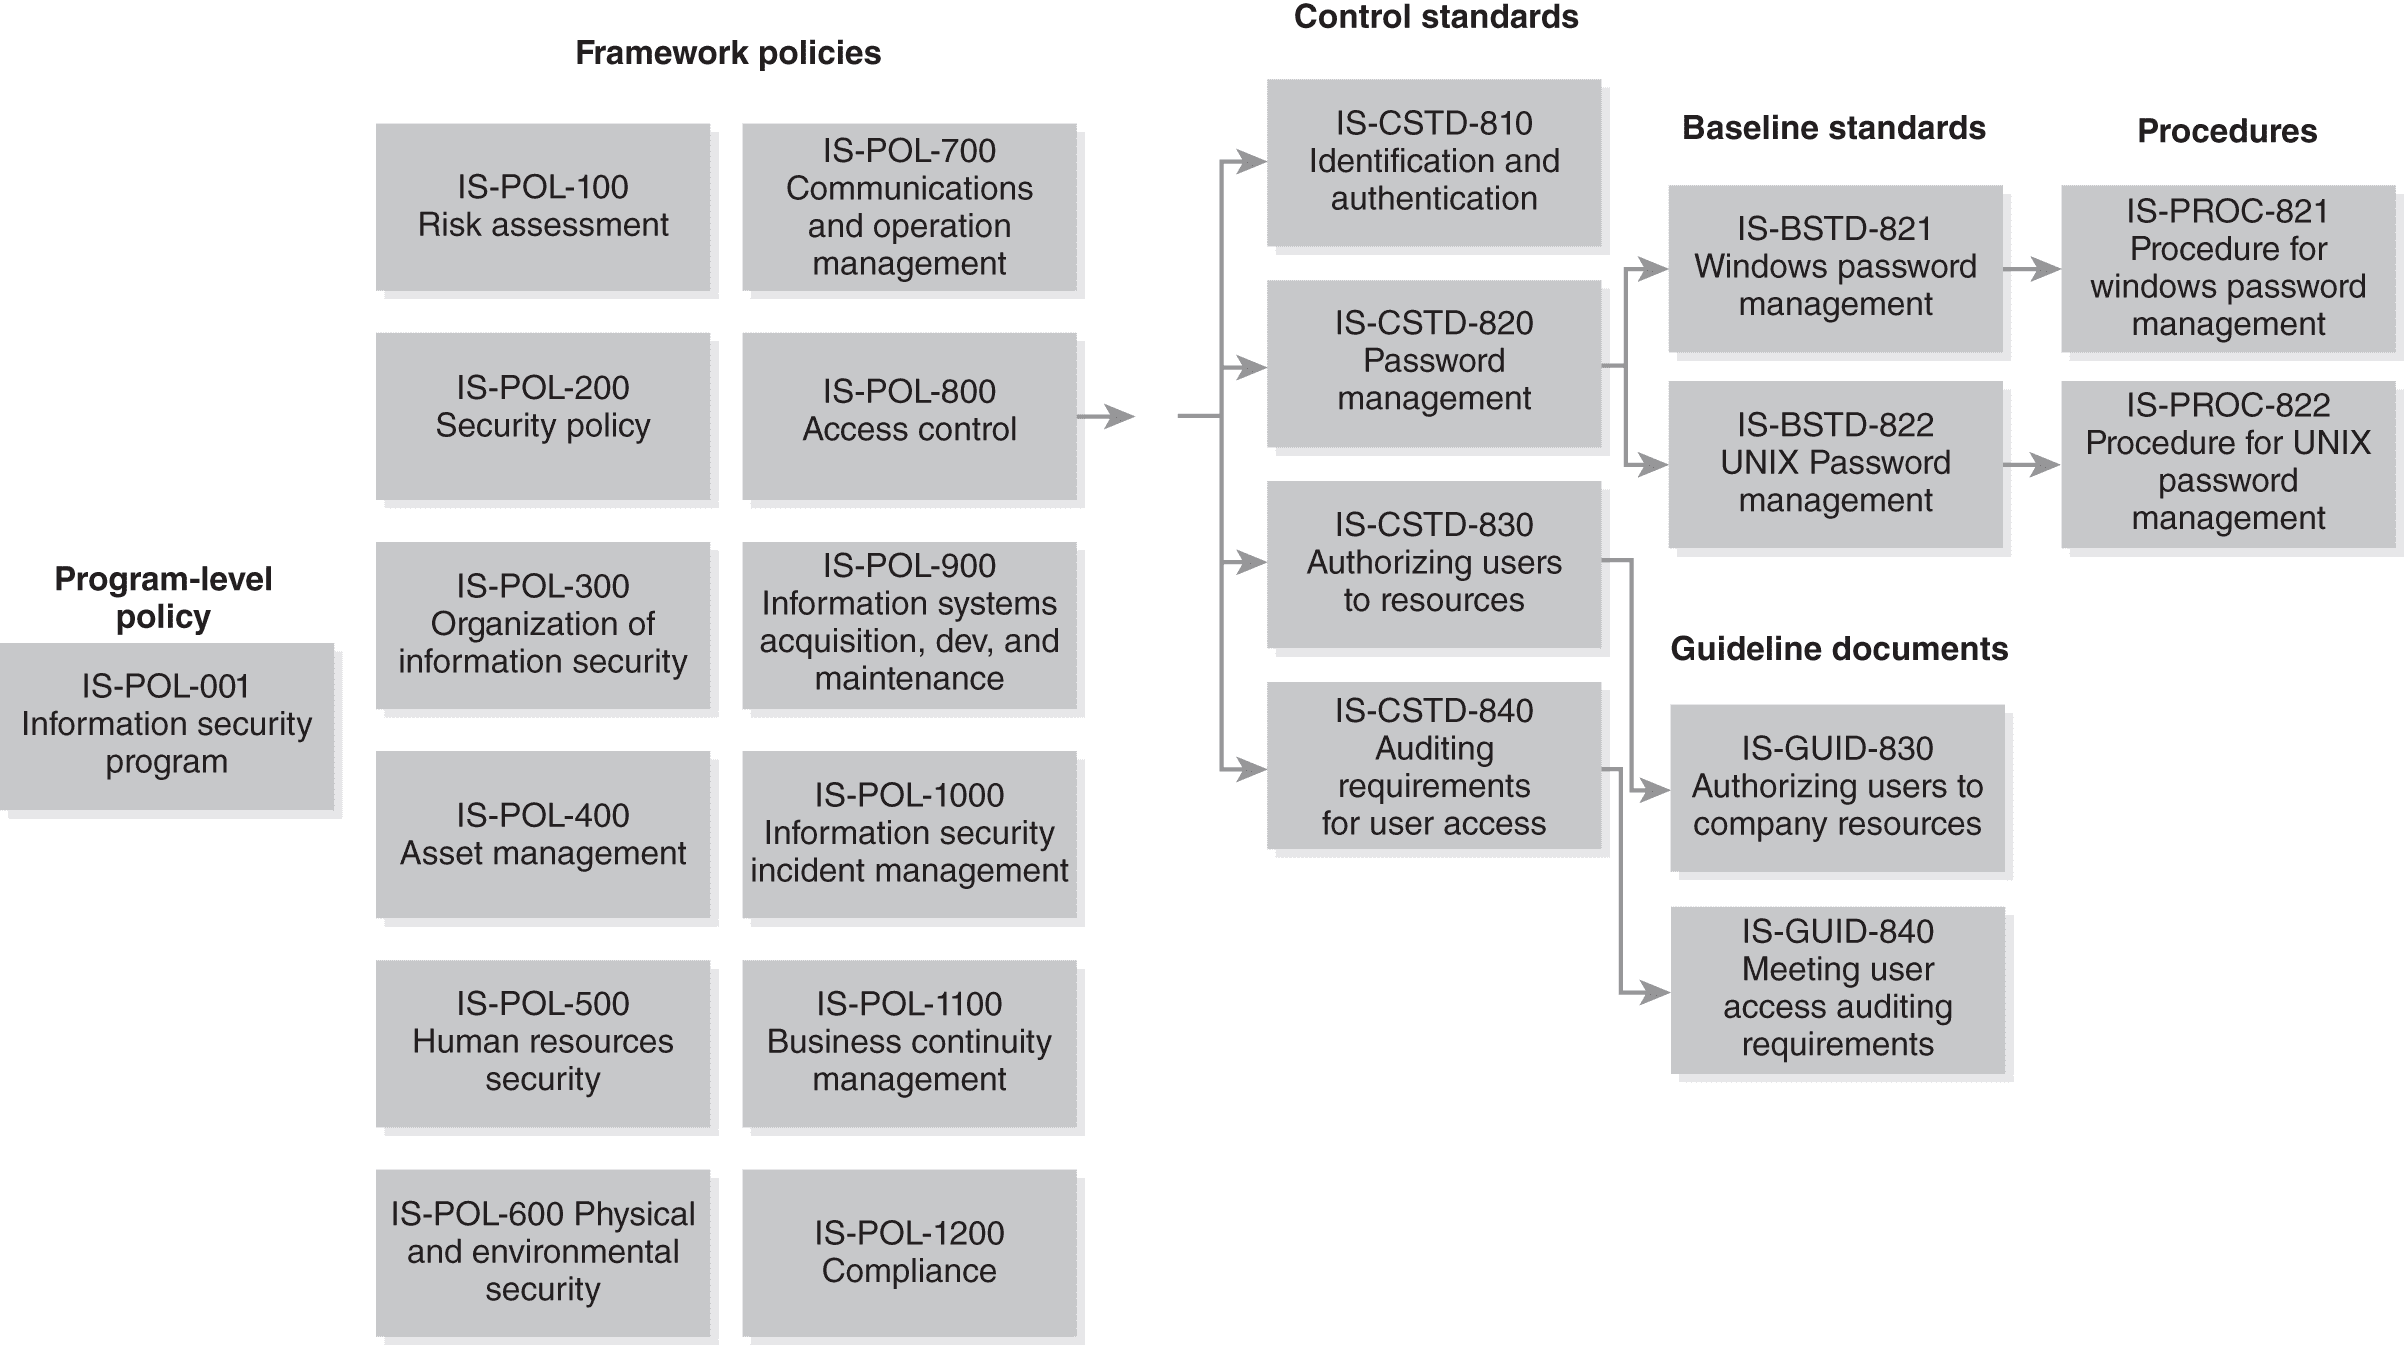 Program-level
policy
IS-POL-001
Information security
program
Framework policies
IS-POL-100
Risk assessment
IS-POL-200
Security policy
IS-POL-300
Organization of
information security
IS-POL-400
Asset management
IS-POL-500
Human resources
security
IS-POL-600 Physical
and environmental
security
IS-POL-700
Communications
and operation
management
IS-POL-800
Access control
IS-POL-900
Information systems
acquisition, dev, and
maintenance
IS-POL-1000
Information security
incident management
IS-POL-1100
Business continuity
management
IS-POL-1200
Compliance
Control standards
IS-CSTD-810
Identification and
authentication
IS-CSTD-820
Password
management
IS-CSTD-830
Authorizing users
to resources
IS-CSTD-840
Auditing
requirements
for user access
Baseline standards
IS-BSTD-821
Windows password
management
IS-BSTD-822
UNIX Password
management
Procedures
IS-PROC-821
Procedure for
windows password
management
IS-PROC-822
Procedure for UNIX
password
management
Guideline documents
IS-GUID-830
Authorizing users to
company resources
IS-GUID-840
Meeting user
access auditing
requirements